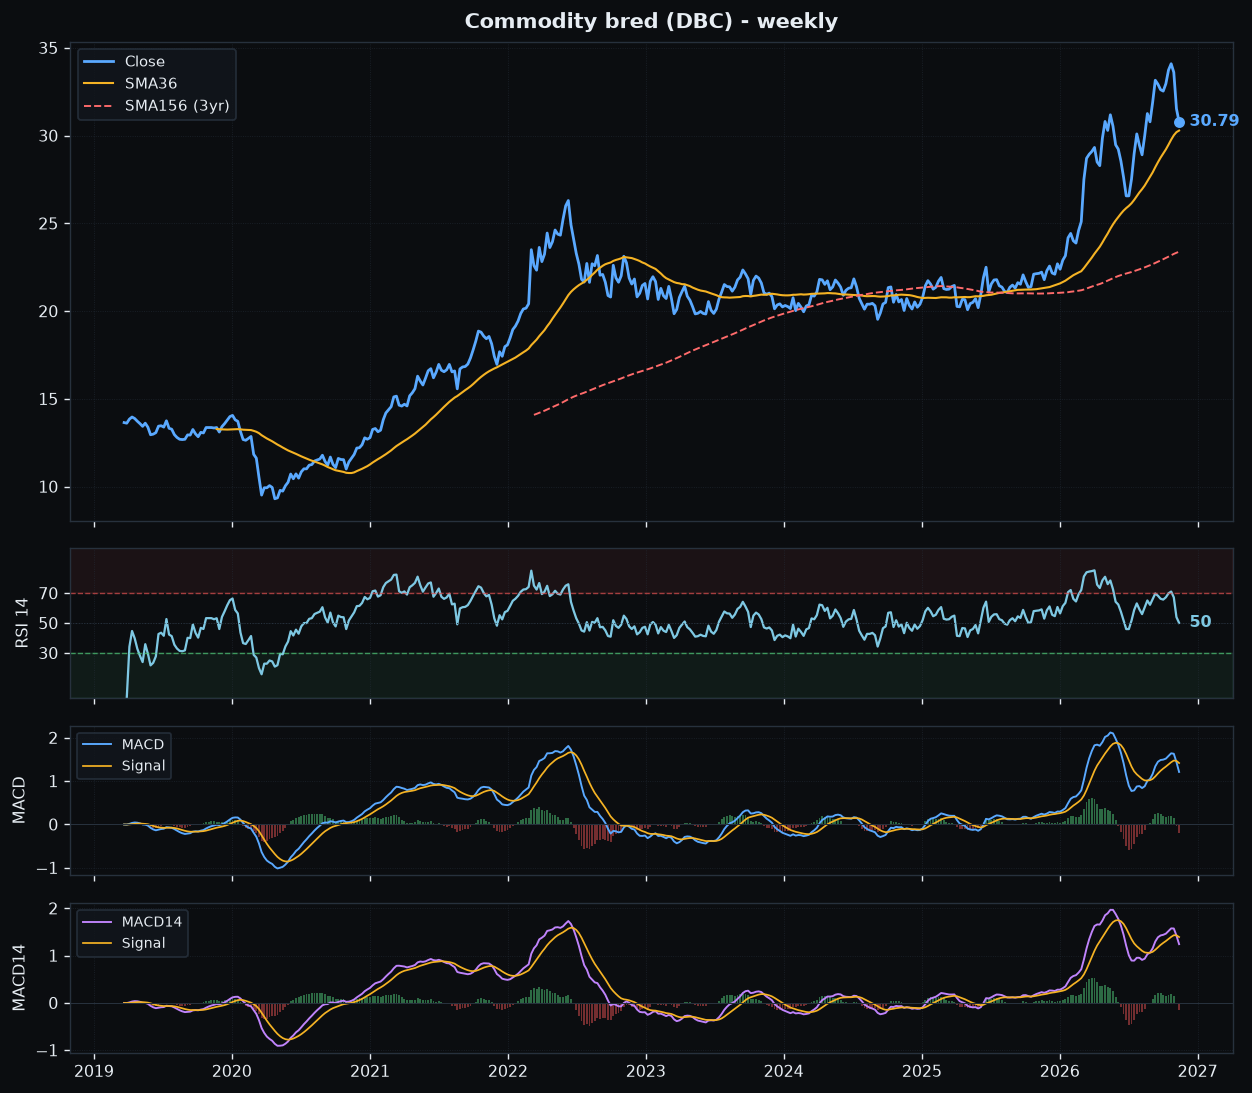 Commodity bred (DBC) - weekly
35
30
25
20
15
10
Close
SMA36
SMA156 (3yr)
30.79
RSI 14
70
50
30
50
MACD
2
1
0
−1
MACD
Signal
MACD14
2
1
0
−1
MACD14
Signal
2019
2020
2021
2022
2023
2024
2025
2026
2027